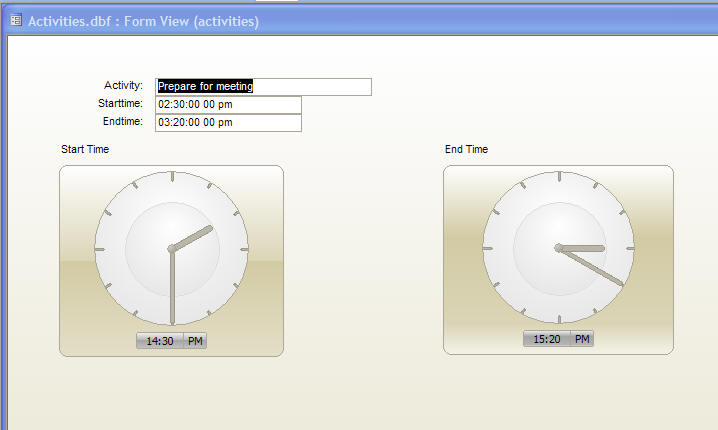 Activities.dbf : Form View (activities)
Activity: Prepare for meeting
Starttime: 02:30:00 00 pm
Endtime: 03:20:00 00 pm
Start Time End Time
14:30 PM 15:20 PM